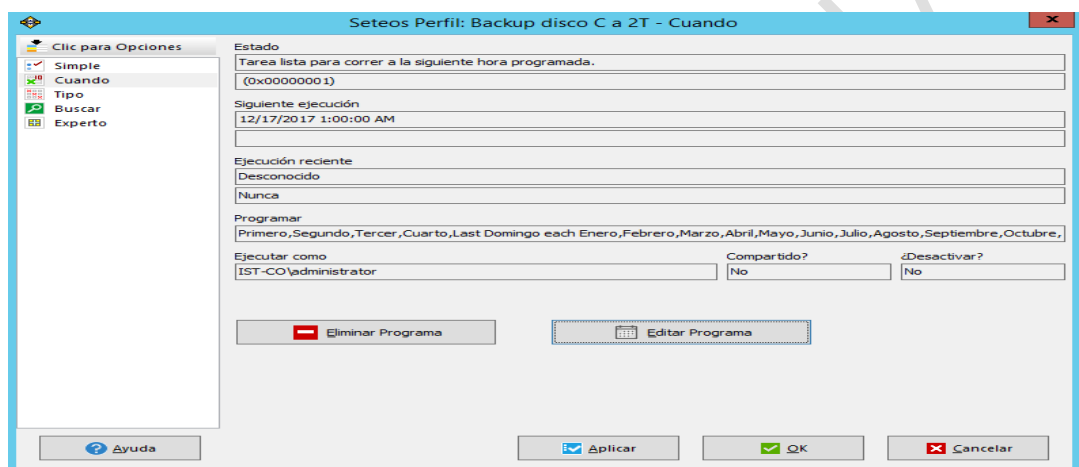 Seteos Perfil: Backup disco C a 2T - Cuando
Clic para Opciones
Simple
Cuando
Tipo
Buscar
Experto
Estado
Tarea lista para correr a la siguiente hora programada.
(0x00000001)
Siguiente ejecución
12/17/2017 1:00:00 AM
Ejecución reciente
Desconocido
Nunca
Programar
Primero,Segundo,Tercer,Cuarto,Last Domingo each Enero,Febrero,Marzo,Abril,Mayo,Junio,Julio,Agosto,Septiembre,Octubre,
Ejecutar como
IST-CO\administrator
Compartido?
No
¿Desactivar?
No
Eliminar Programa
Editar Programa
Ayuda
Aplicar
OK
Cancelar